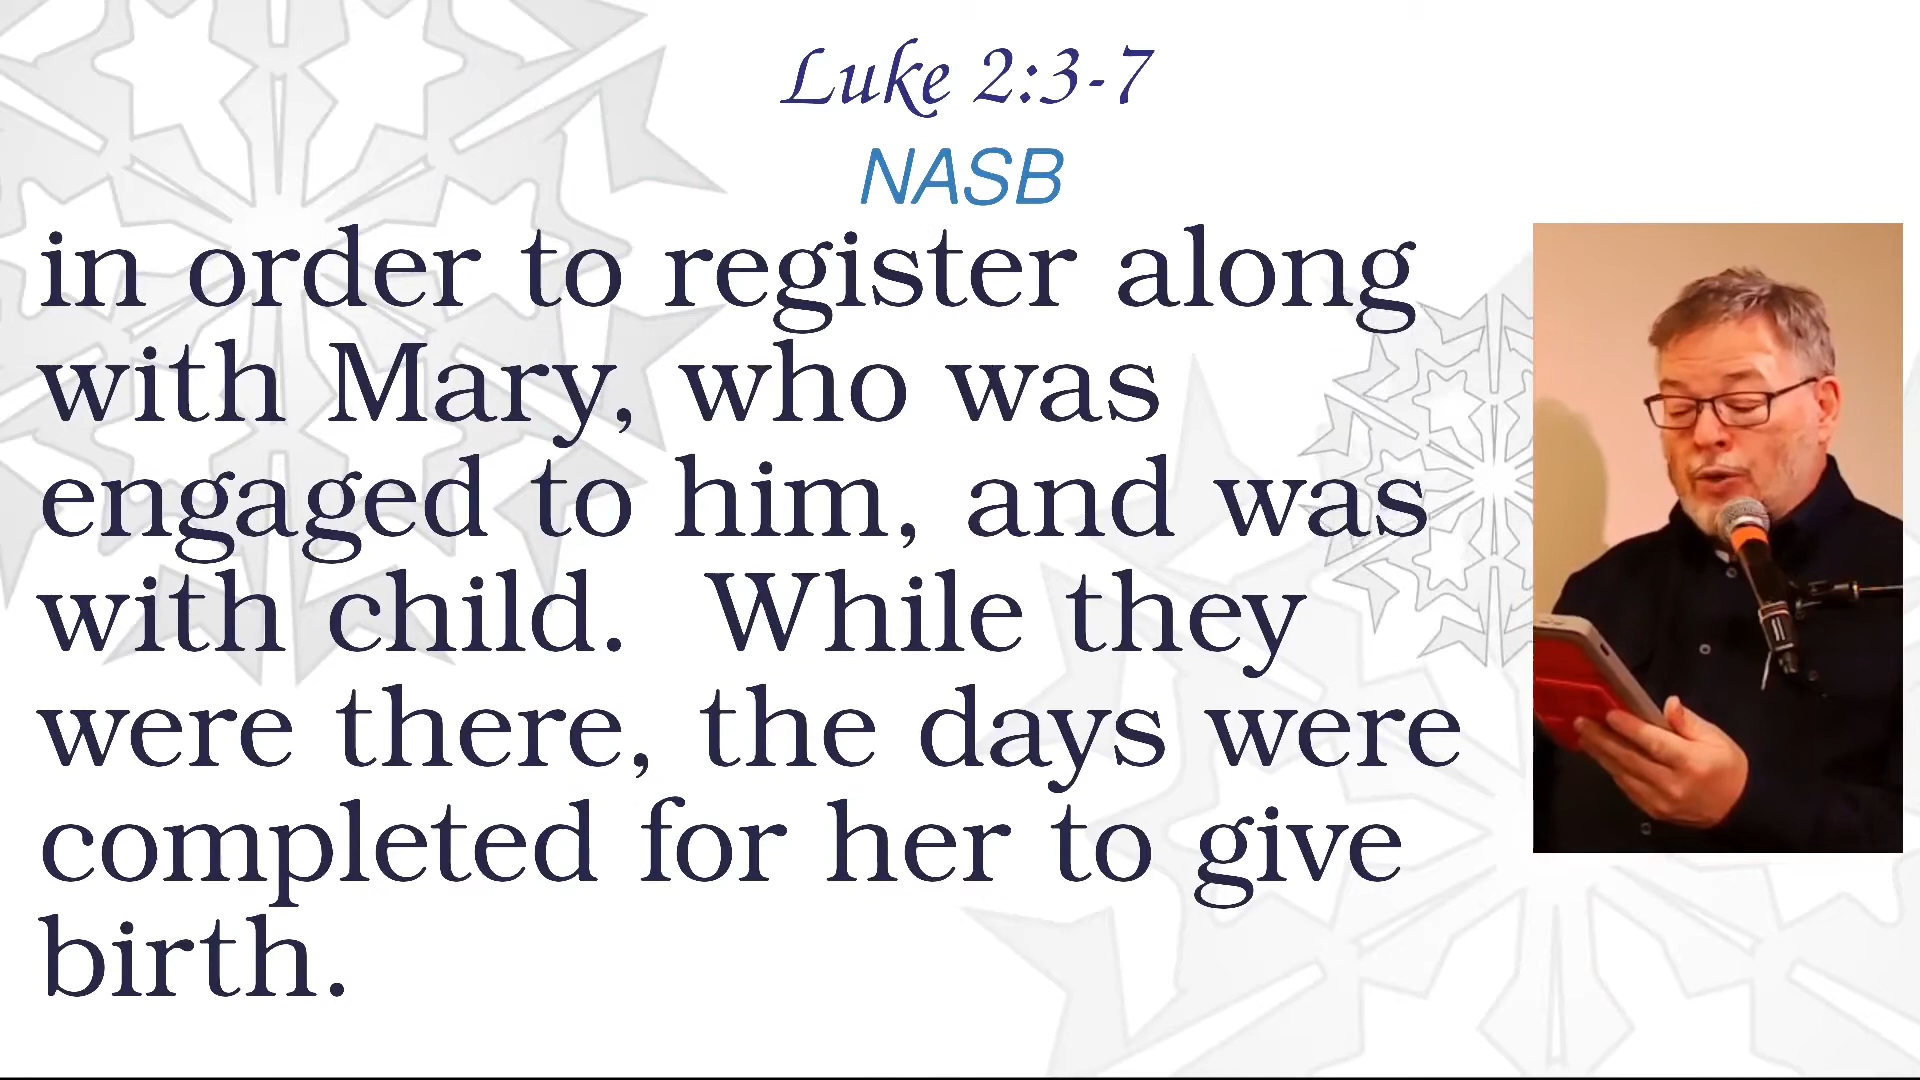 Luke 2:3-7
NASB
in order to register along
with Mary, who was
engaged to him, and was
with child.  While they
were there, the days were
completed for her to give
birth.